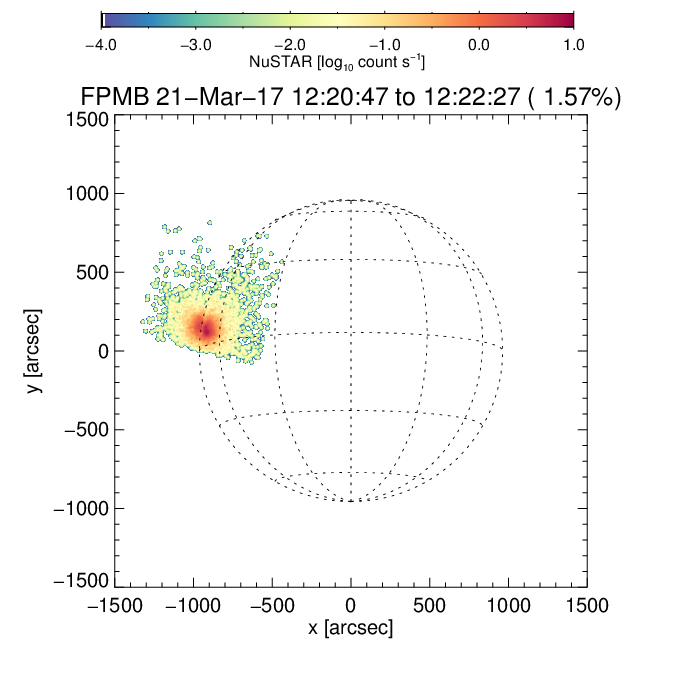 −4.0 −3.0 −2.0 −1.0 0.0 1.0
NuSTAR [log₁₀ count s⁻¹]
FPMB 21−Mar−17 12:20:47 to 12:22:27 ( 1.57%)
1500
1000
500
0
−500
−1000
−1500
y [arcsec]
−1500 −1000 −500 0 500 1000 1500
x [arcsec]